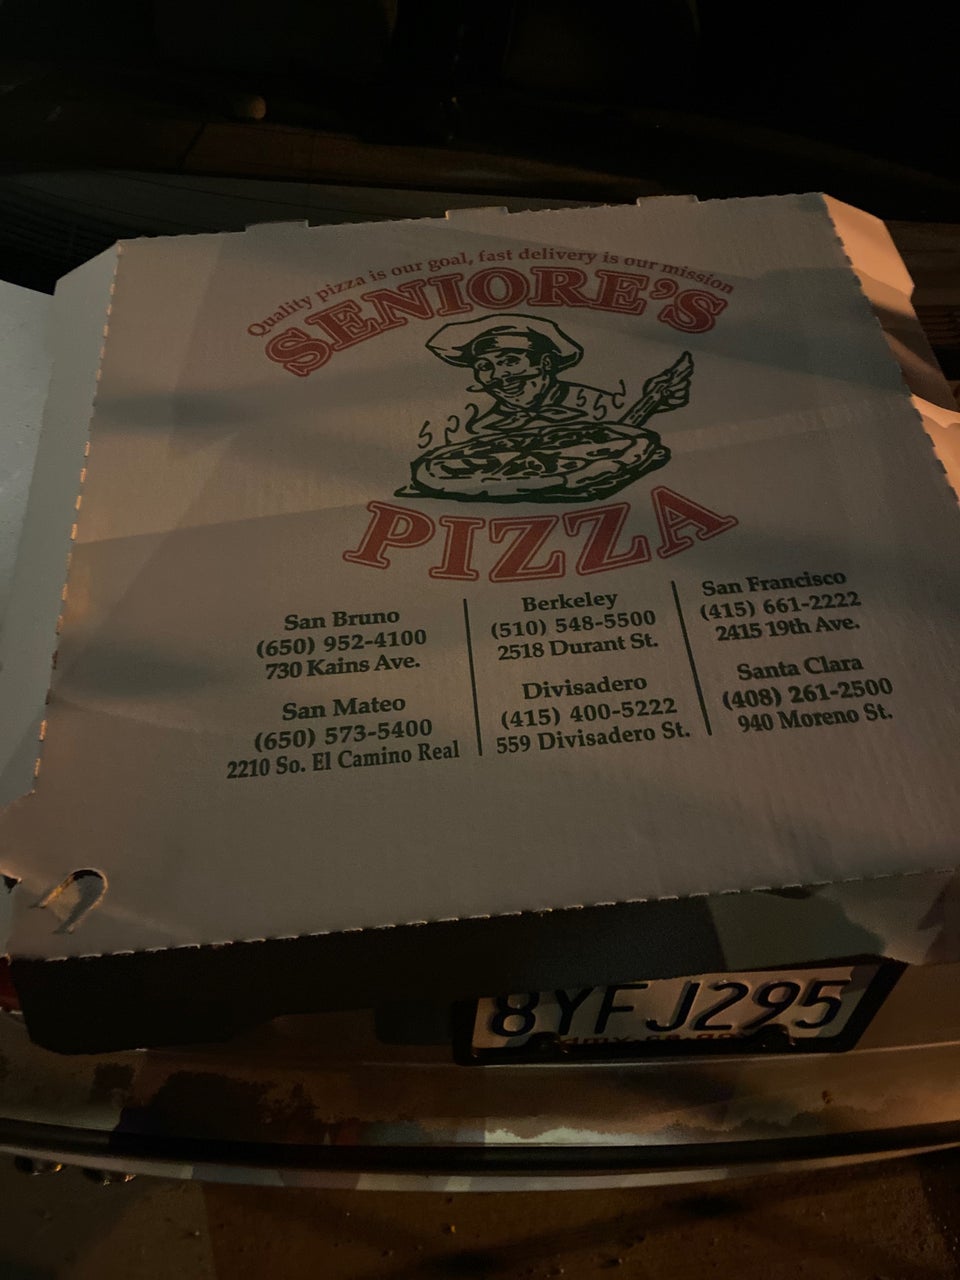 Quality pizza is our goal, fast delivery is our mission
SENIORE'S
PIZZA
San Bruno
(650) 952-4100
730 Kains Ave.
San Mateo
(650) 573-5400
2210 So. El Camino Real
Berkeley
(510) 548-5500
2518 Durant St.
Divisadero
(415) 400-5222
559 Divisadero St.
San Francisco
(415) 661-2222
2415 19th Ave.
Santa Clara
(408) 261-2500
940 Moreno St.
8YFJ295